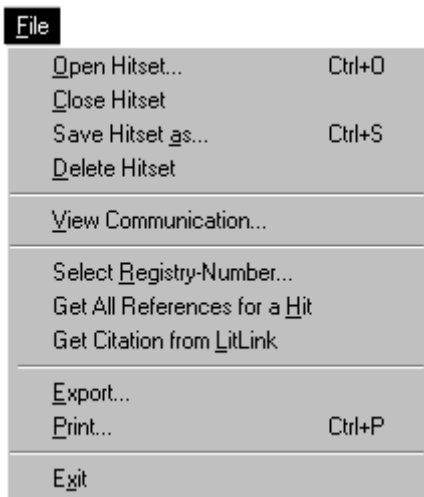 File
Open Hitset... Ctrl+O
Close Hitset
Save Hitset as... Ctrl+S
Delete Hitset
View Communication...
Select Registry-Number...
Get All References for a Hit
Get Citation from LitLink
Export...
Print... Ctrl+P
Exit